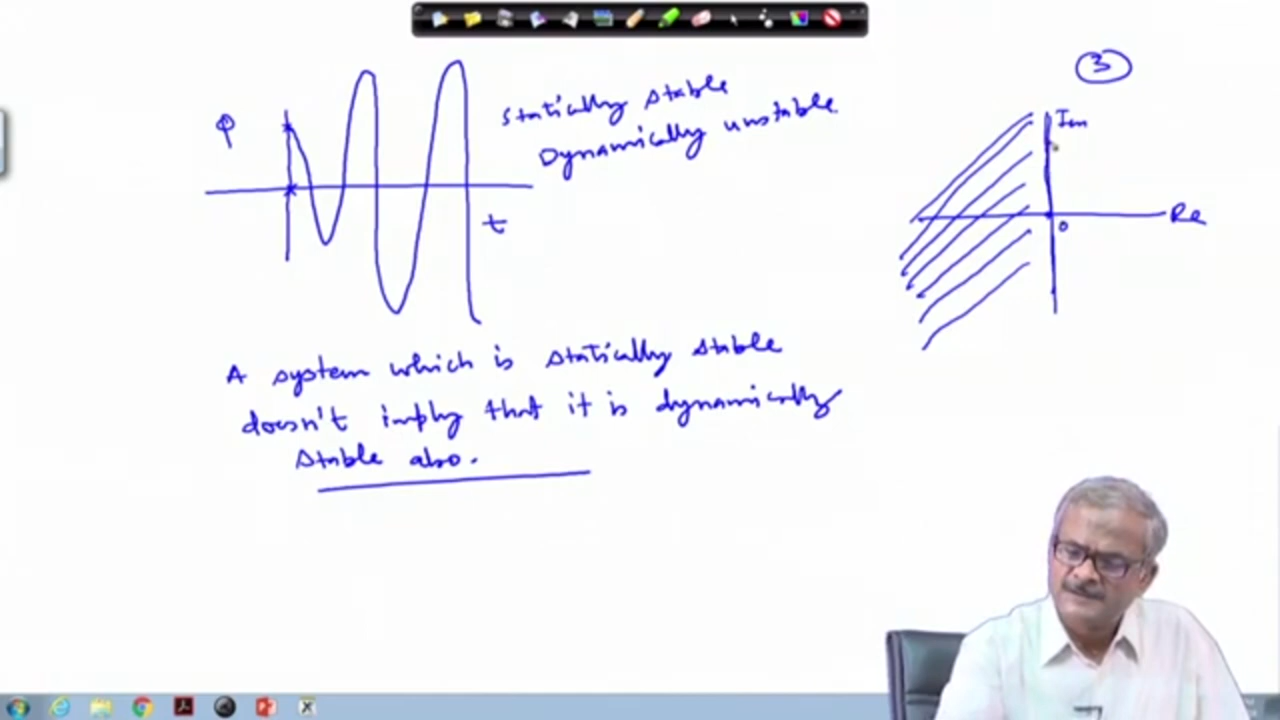 3
φ
Statically stable
Dynamically unstable
t
Im
Re
0
A system which is statically stable
doesn't imply that it is dynamically
stable also.